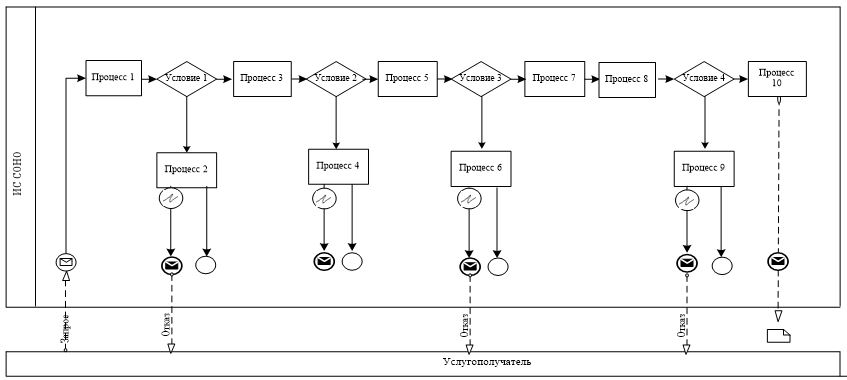 ИС СОНО
Процесс 1
Условие 1
Процесс 3
Условие 2
Процесс 5
Условие 3
Процесс 7
Процесс 8
Условие 4
Процесс
10
Процесс 2
Процесс 4
Процесс 6
Процесс 9
Запрос
Отказ
Отказ
Отказ
Услугополучатель